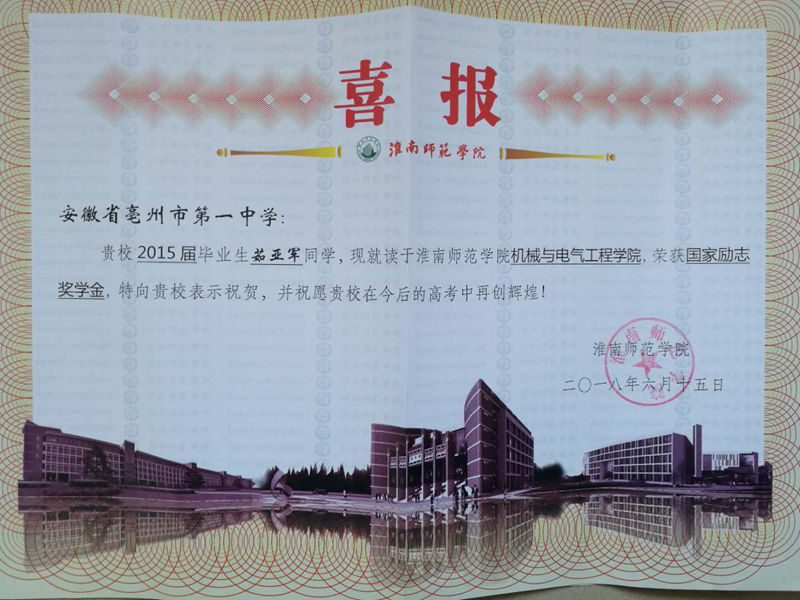 喜报
淮南师范学院
安徽省亳州市第一中学：
贵校2015届毕业生茹亚军同学，现就读于淮南师范学院机械与电气工程学院，荣获国家励志
奖学金，特向贵校表示祝贺，并祝愿贵校在今后的高考中再创辉煌！
淮南师范学院
二〇一八年六月十五日